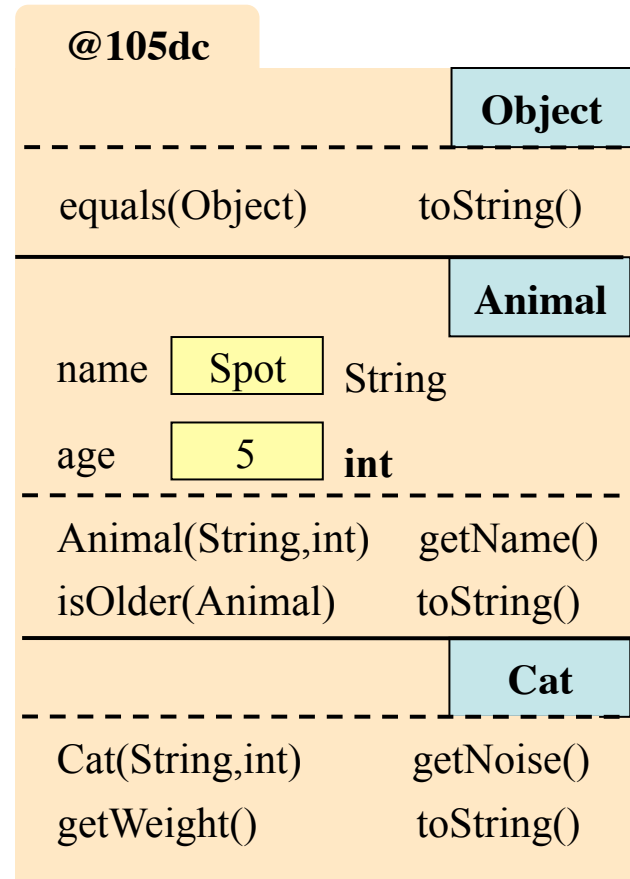 @105dc
Object
equals(Object) toString()
Animal
name Spot String
age 5 int
Animal(String,int) getName()
isOlder(Animal) toString()
Cat
Cat(String,int) getNoise()
getWeight() toString()